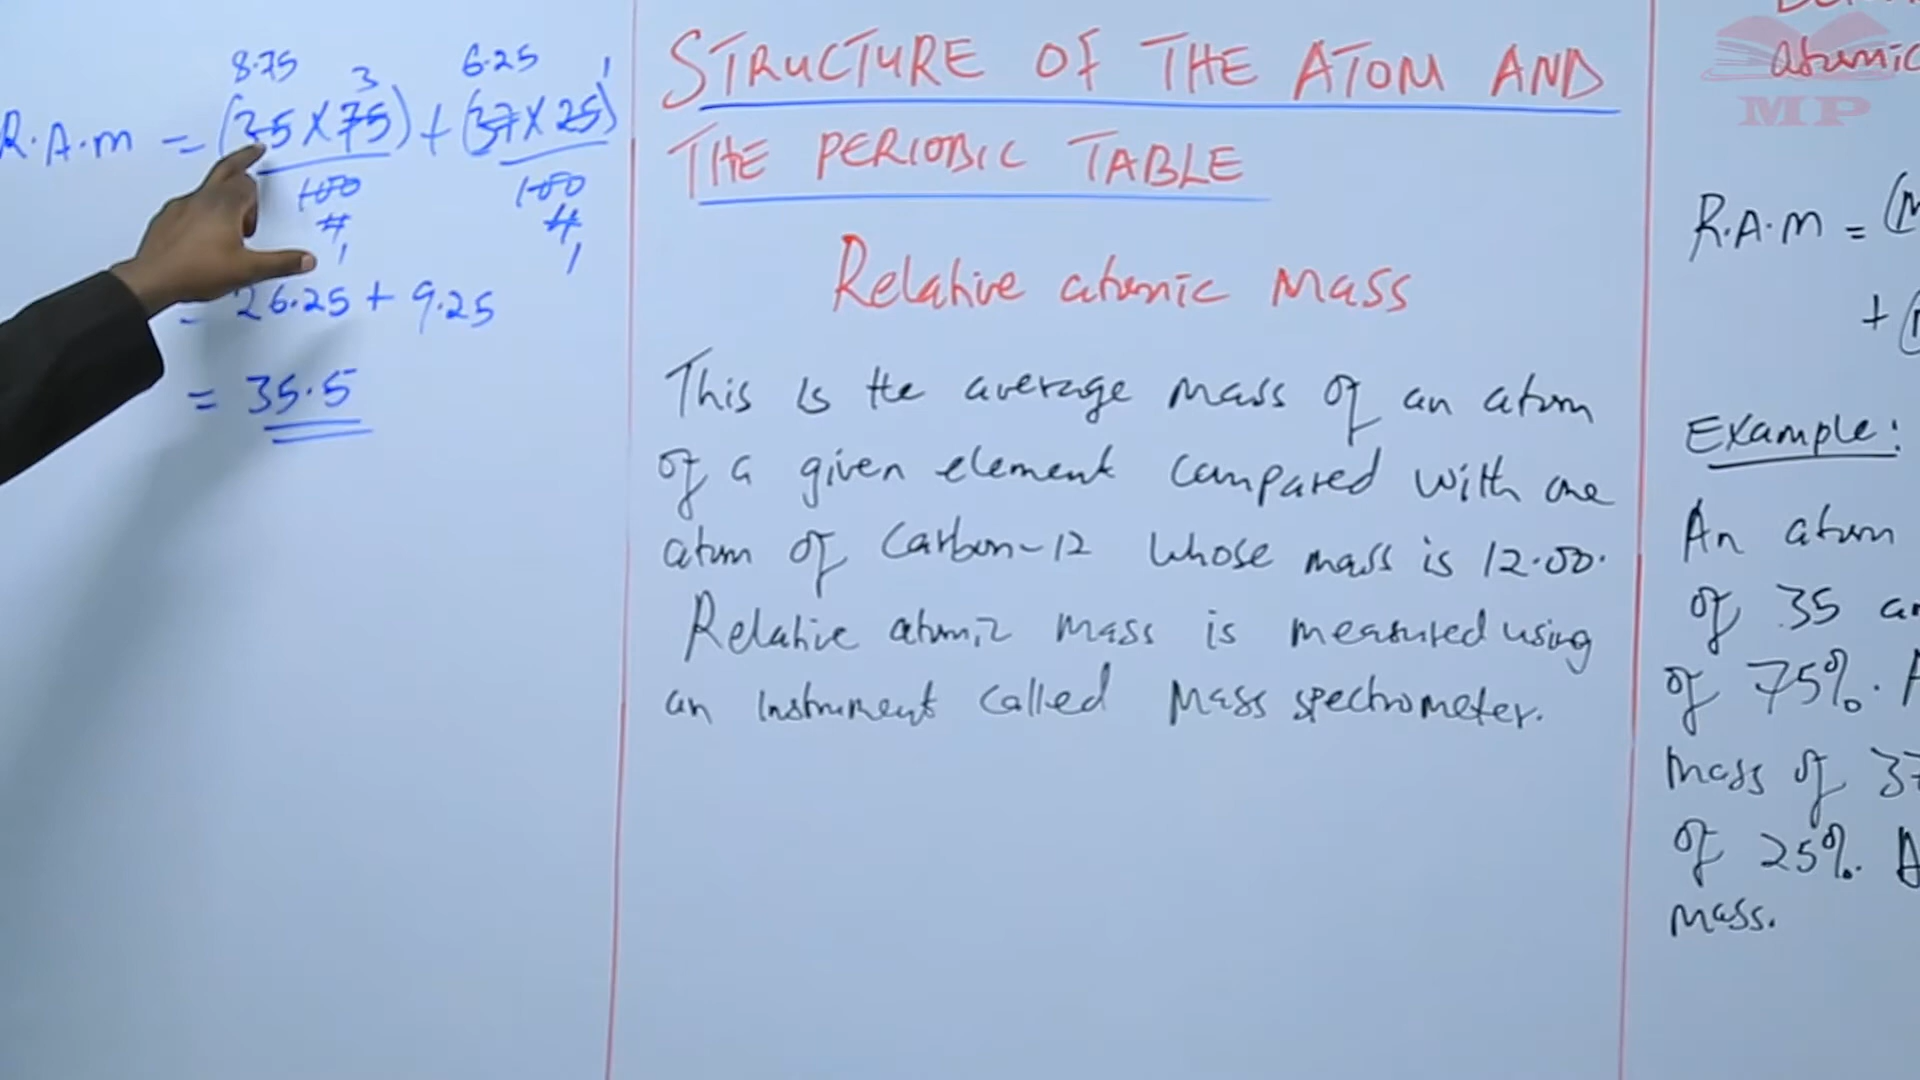 8.75 3 6.25 1
R.A.m = (35 X 75) + (37 X 25)
100 100
4 4
1 1
= 26.25 + 9.25
= 35.5
STRUCTURE OF THE ATOM AND
THE PERIODIC TABLE
Relative atomic mass
This is the average mass of an atom
of a given element compared with one
atom of Carbon-12 whose mass is 12.00.
Relative atomic mass is measured using
an instrument called mass spectrometer.
atomic
MP
R.A.m = (
+ (
Example:
An atom
of 35
of 75%. A
mass of 37
of 25%. A
mass.